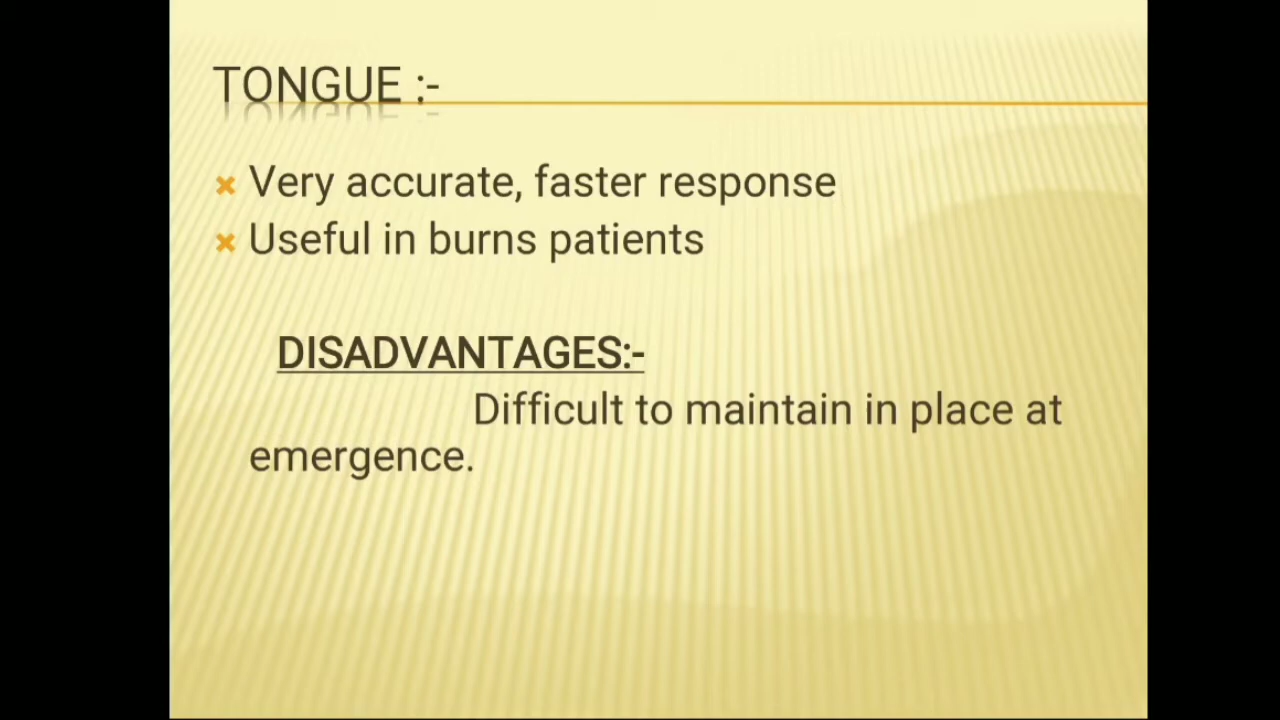 TONGUE :-
Very accurate, faster response
Useful in burns patients
DISADVANTAGES:-
Difficult to maintain in place at
emergence.